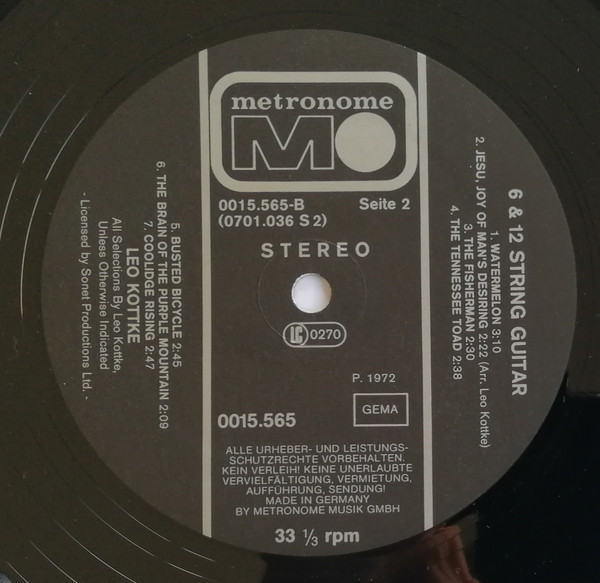 metronome
MO
0015.565-B Seite 2
(0701.036 S 2)
STEREO
LC 0270
P. 1972
GEMA
0015.565
ALLE URHEBER- UND LEISTUNGS-
SCHUTZRECHTE VORBEHALTEN.
KEIN VERLEIH! KEINE UNERLAUBTE
VERVIELFÄLTIGUNG, VERMIETUNG,
AUFFÜHRUNG, SENDUNG!
MADE IN GERMANY
BY METRONOME MUSIK GMBH
33 ⅓ rpm
6 & 12 STRING GUITAR
1. WATERMELON 3:10
2. JESU, JOY OF MAN'S DESIRING 2:22 (Arr. Leo Kottke)
3. THE FISHERMAN 2:30
4. THE TENNESSEE TOAD 2:38
5. BUSTED BICYCLE 2:45
6. THE BRAIN OF THE PURPLE MOUNTAIN 2:09
7. COOLIDGE RISING 2:47
LEO KOTTKE
All Selections By Leo Kottke,
Unless Otherwise Indicated
- Licensed by Sonet Productions Ltd. -